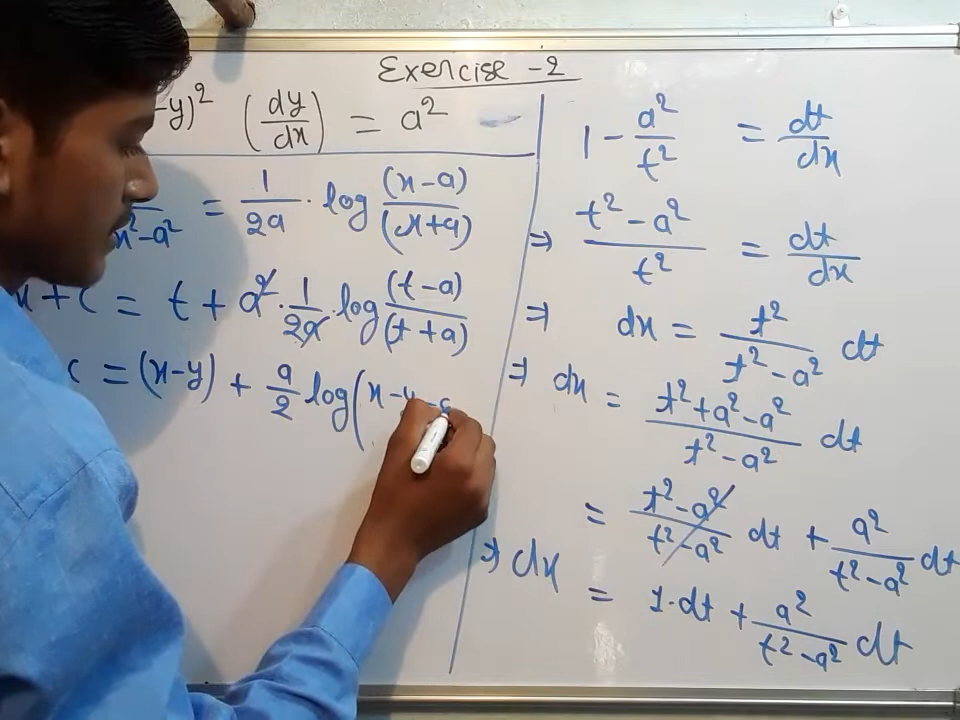 Exercise - 2
-y)² (dy/dx) = a²
x²-a² = 1/2a . log (x-a)/(x+a)
x + c = t + a² . 1/2a . log (t-a)/(t+a)
c = (x-y) + a/2 log(x-y-
1 - a²/t² = dt/dx
⇒ t² - a²/t² = dt/dx
⇒ dx = t²/t² - a² dt
⇒ dx = t² + a² - a²/t² - a² dt
= t² - a²/t² - a² dt + a²/t² - a² dt
⇒ dx = 1.dt + a²/t² - a² dt